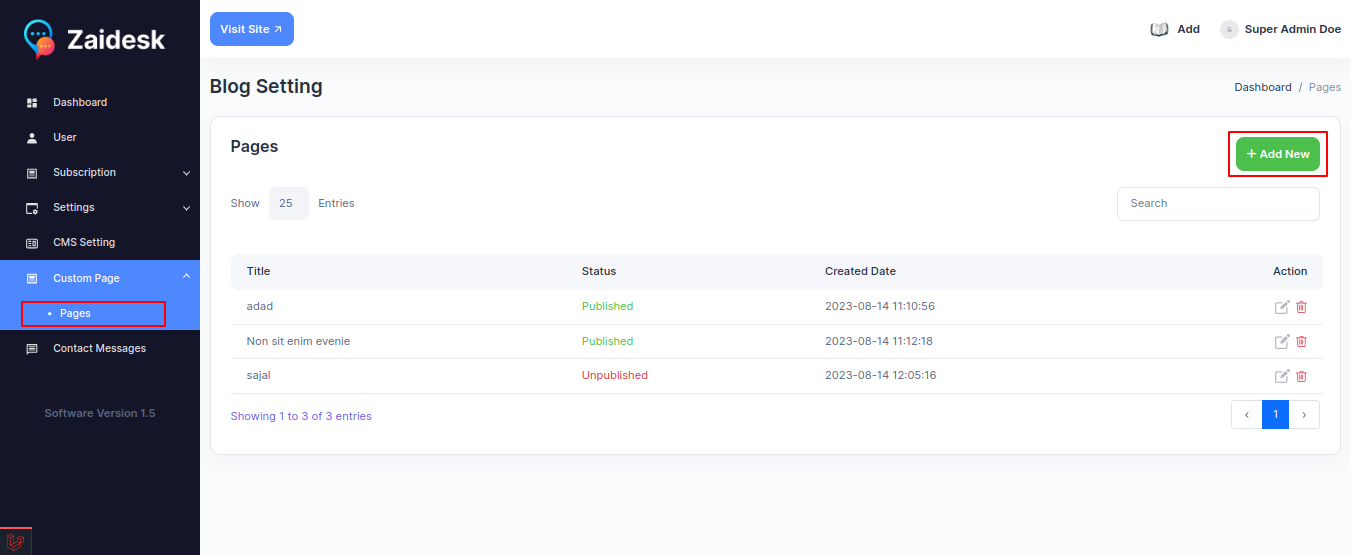 Zaidesk
Dashboard
User
Subscription
Settings
CMS Setting
Custom Page
Pages
Contact Messages
Software Version 1.5
Visit Site
Add
Super Admin Doe
Blog Setting
Dashboard / Pages
Pages
+ Add New
Show 25 Entries
Search
Title Status Created Date Action
adad Published 2023-08-14 11:10:56
Non sit enim evenie Published 2023-08-14 11:12:18
sajal Unpublished 2023-08-14 12:05:16
Showing 1 to 3 of 3 entries
‹ 1 ›